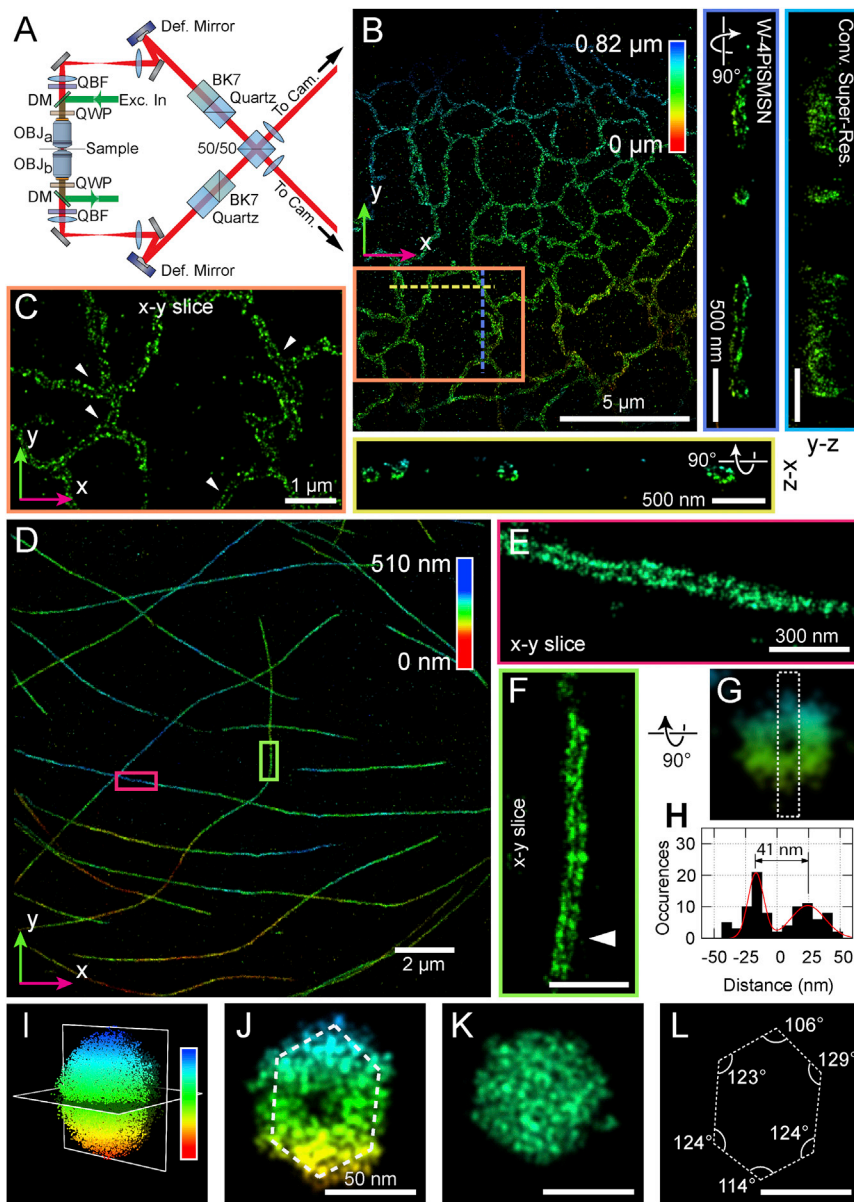 A
Def. Mirror
QBF
DM
Exc. In
QWP
OBJa
Sample
OBJb
QWP
DM
QBF
BK7
Quartz
50/50
BK7
Quartz
To Cam.
To Cam.
Def. Mirror
B
0.82 µm
0 µm
y
x
5 µm
90°
W-4PiSMSN
500 nm
Conv. Super-Res.
y-z
90°
500 nm
x-z
C
x-y slice
y
x
1 µm
D
510 nm
0 nm
y
x
2 µm
E
x-y slice
300 nm
F
x-y slice
90°
G
H
Occurences
30
20
10
0
41 nm
-50 -25 0 25 50
Distance (nm)
I
J
50 nm
K
L
106°
129°
123°
124°
124°
114°